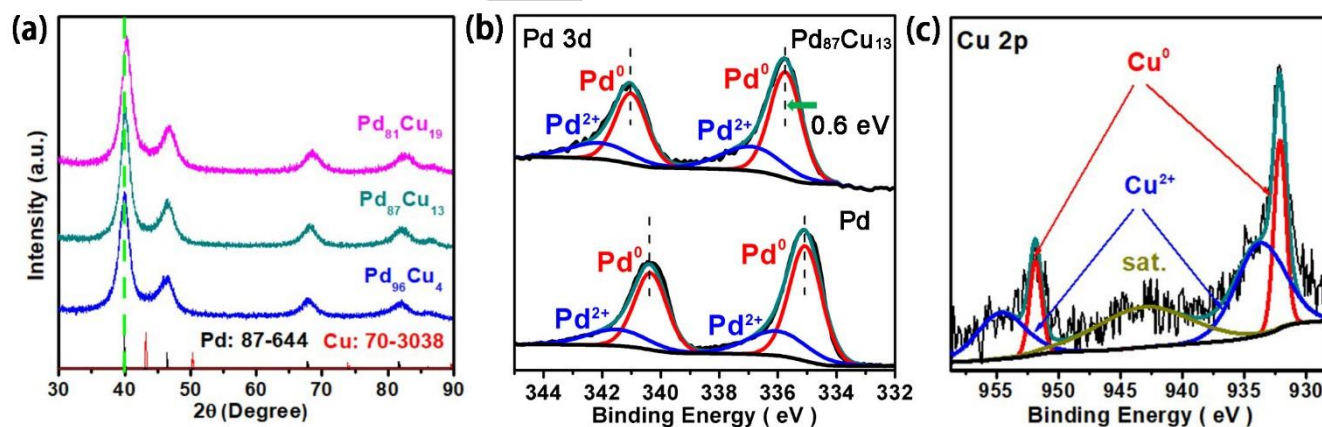 (a)
Pd81Cu19
Pd87Cu13
Pd96Cu4
Pd: 87-644 Cu: 70-3038
30 40 50 60 70 80 90
2θ (Degree)
Intensity (a.u.)
(b)
Pd 3d
Pd87Cu13
Pd⁰
Pd⁰
Pd²⁺
Pd²⁺
0.6 eV
Pd
Pd⁰
Pd⁰
Pd²⁺
Pd²⁺
344 342 340 338 336 334 332
Binding Energy ( eV )
(c)
Cu 2p
Cu⁰
Cu²⁺
sat.
955 950 945 940 935 930
Binding Energy ( eV)